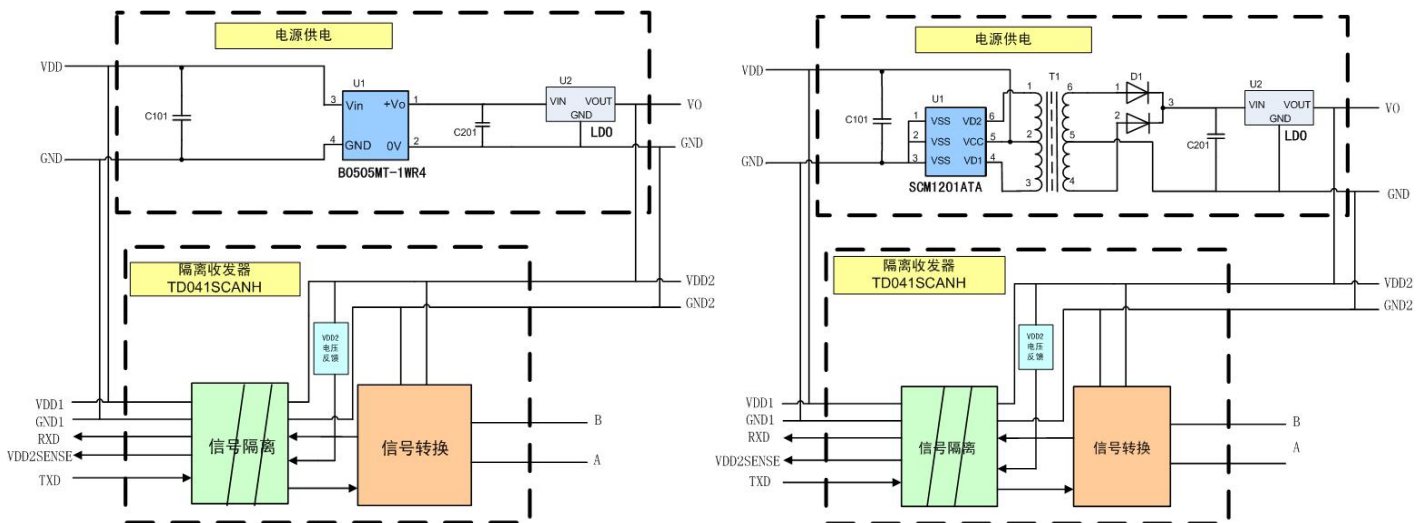 电源供电
VDD
U1
U2
3
Vin
+Vo
1
VIN
VOUT
GND
VO
C101
C201
LDO
4
GND
0V
2
GND
GND
B0505MT-1WR4
隔离收发器
TD041SCANH
VDD2
GND2
VDD2
电压
反馈
VDD1
GND1
RXD
VDD2SENSE
TXD
信号隔离
信号转换
B
A
电源供电
VDD
U1
T1
D1
U2
1
6
1
3
VIN
VOUT
GND
VO
C101
1
VSS
VD2
6
2
2
VSS
VCC
5
2
5
C201
LDO
GND
3
VSS
VD1
4
3
4
SCM1201ATA
GND
隔离收发器
TD041SCANH
VDD2
GND2
VDD2
电压
反馈
VDD1
GND1
RXD
VDD2SENSE
TXD
信号隔离
信号转换
B
A